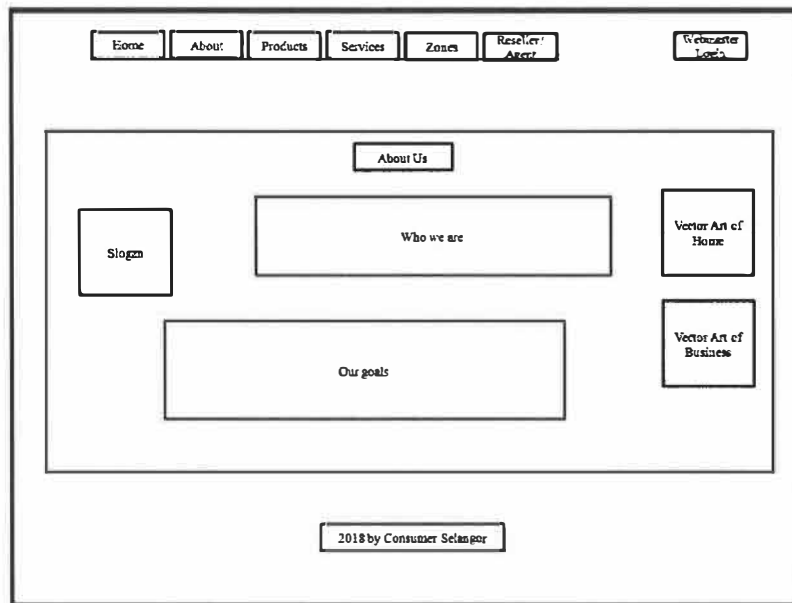 Home
About
Products
Services
Zones
Reseller /
Agent
Webmaster
Login
About Us
Slogan
Who we are
Vector Art of
Home
Our goals
Vector Art of
Business
2018 by Consumer Selangor